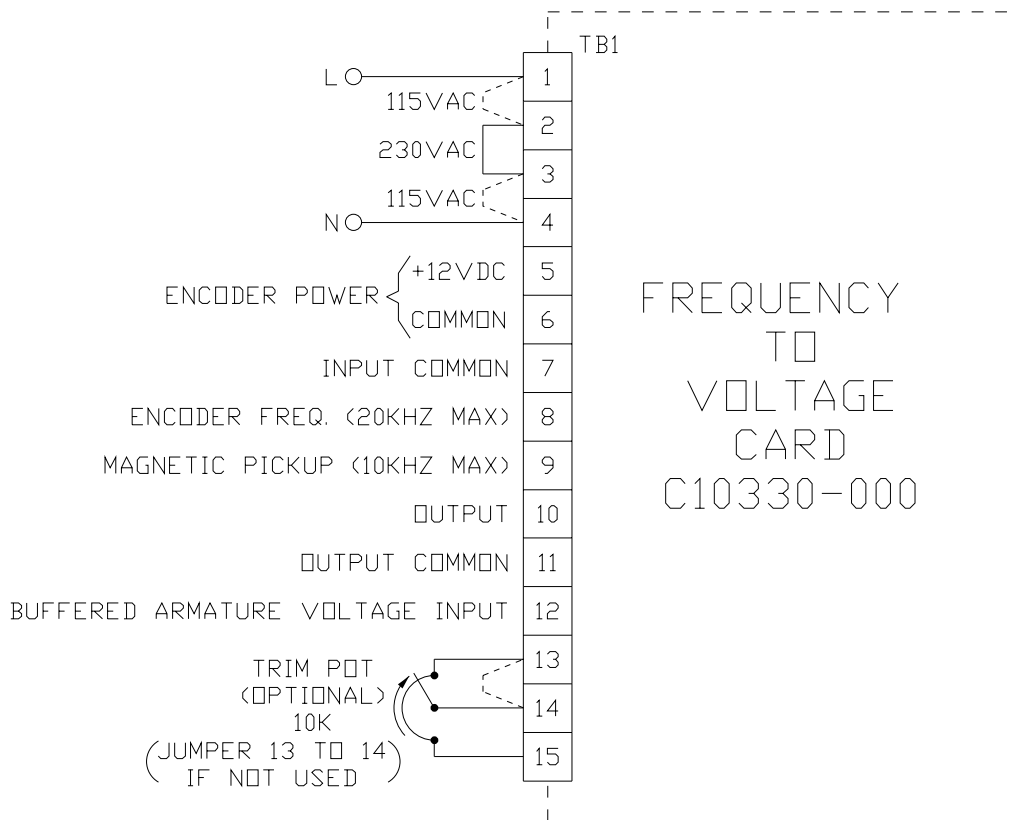 TB1
L
1
115VAC
2
230VAC
3
115VAC
N
4
+12VDC
5
ENCODER POWER
COMMON
6
INPUT COMMON
7
ENCODER FREQ. (20KHZ MAX)
8
MAGNETIC PICKUP (10KHZ MAX)
9
OUTPUT
10
OUTPUT COMMON
11
BUFFERED ARMATURE VOLTAGE INPUT
12
TRIM POT
(OPTIONAL)
10K
(JUMPER 13 TO 14
IF NOT USED)
13
14
15
FREQUENCY
TO
VOLTAGE
CARD
C10330-000